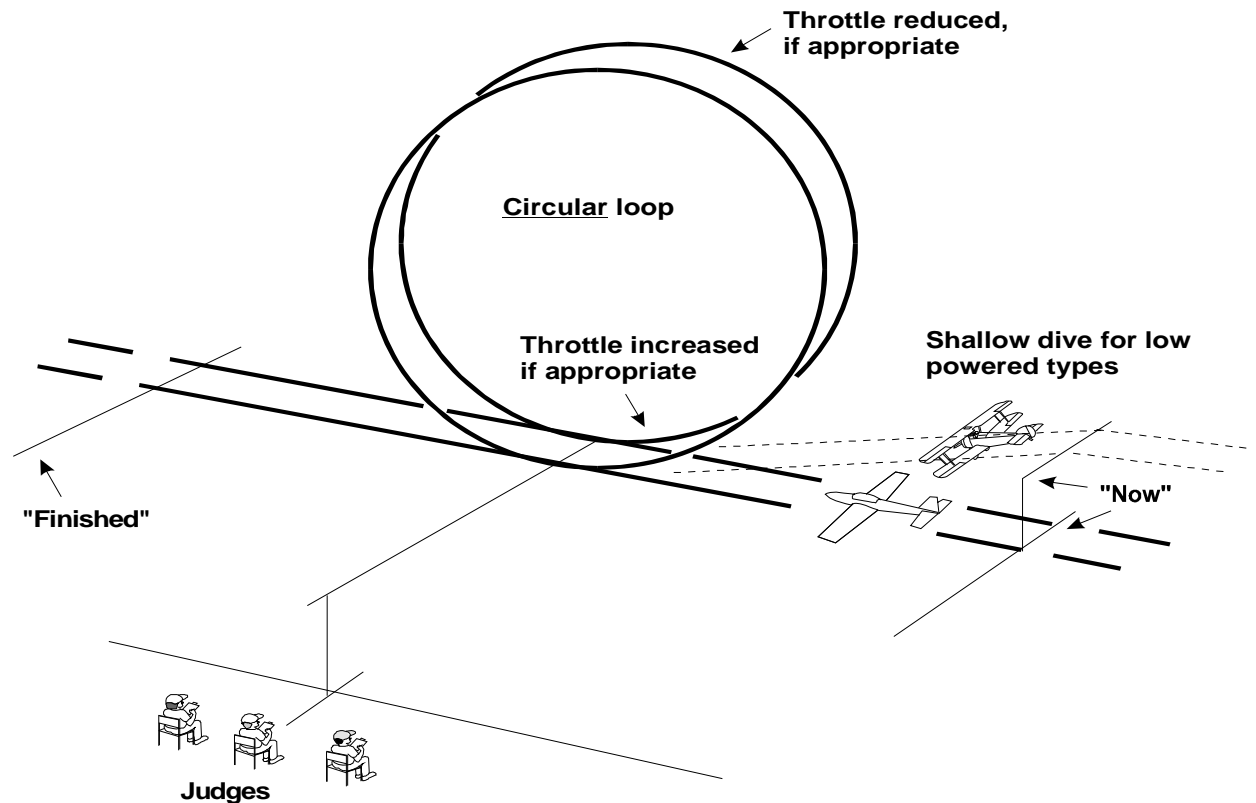 Throttle reduced,
if appropriate
Circular loop
Throttle increased
if appropriate
Shallow dive for low
powered types
"Now"
"Finished"
Judges